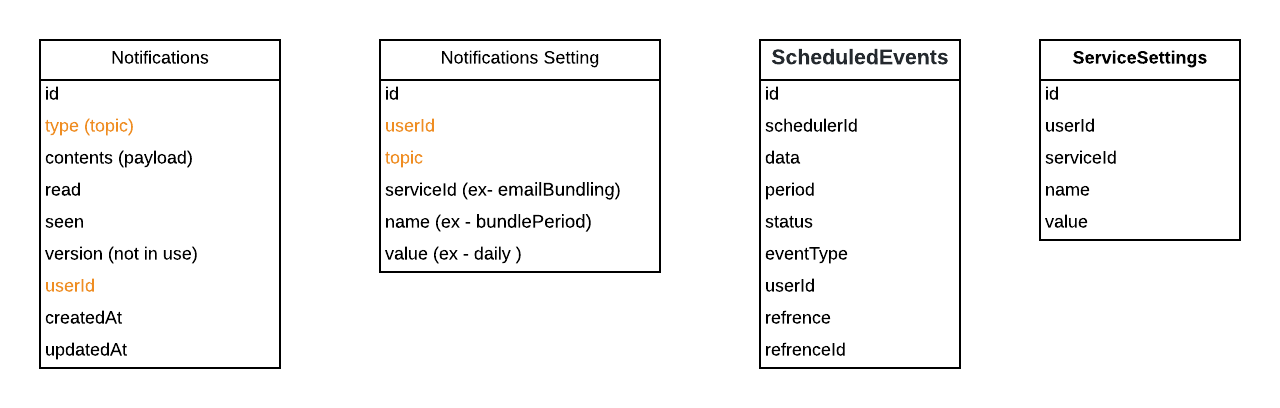 Notifications
id
type (topic)
contents (payload)
read
seen
version (not in use)
userId
createdAt
updatedAt
Notifications Setting
id
userId
topic
serviceId (ex- emailBundling)
name (ex - bundlePeriod)
value (ex - daily )
ScheduledEvents
id
schedulerId
data
period
status
eventType
userId
refrence
refrenceId
ServiceSettings
id
userId
serviceId
name
value